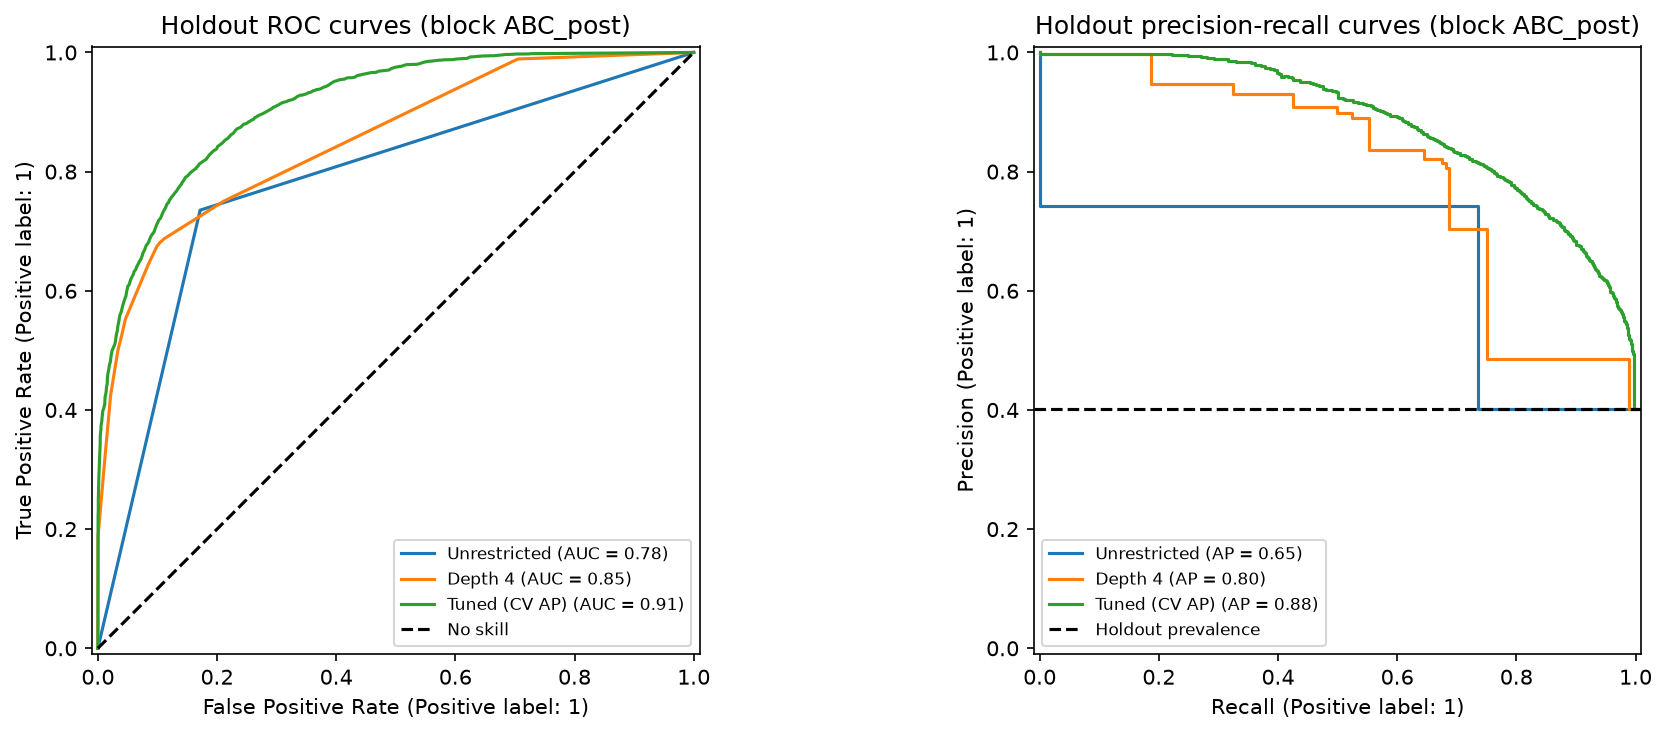 Holdout ROC curves (block ABC_post)
True Positive Rate (Positive label: 1)
1.0
0.8
0.6
0.4
0.2
0.0
0.0 0.2 0.4 0.6 0.8 1.0
False Positive Rate (Positive label: 1)
Unrestricted (AUC = 0.78)
Depth 4 (AUC = 0.85)
Tuned (CV AP) (AUC = 0.91)
No skill
Holdout precision-recall curves (block ABC_post)
Precision (Positive label: 1)
1.0
0.8
0.6
0.4
0.2
0.0
0.0 0.2 0.4 0.6 0.8 1.0
Recall (Positive label: 1)
Unrestricted (AP = 0.65)
Depth 4 (AP = 0.80)
Tuned (CV AP) (AP = 0.88)
Holdout prevalence